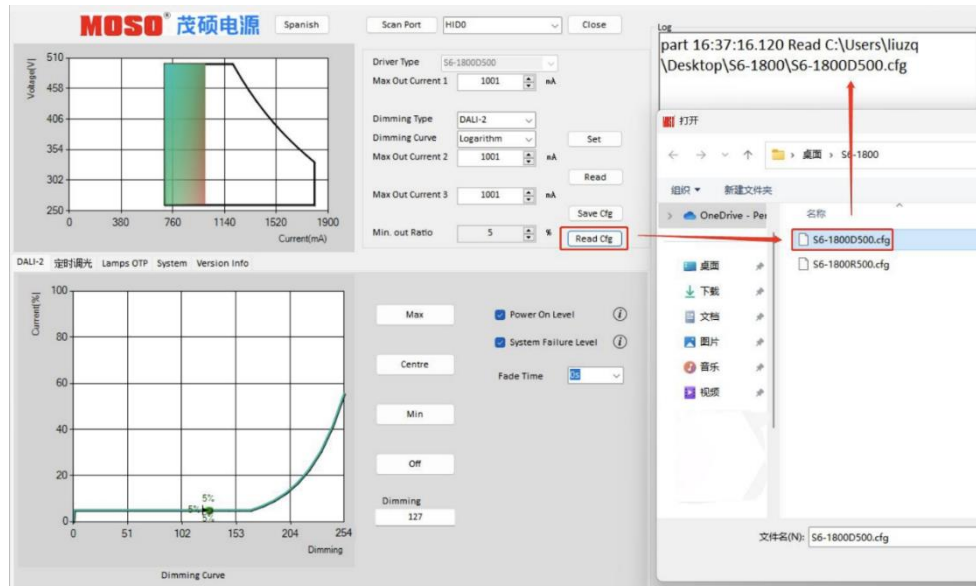 MOSO® 茂硕电源
Spanish
Scan Port
HID0
Close
Voltage(V)
510
458
406
354
302
250
0 380 760 1140 1520 1900
Current(mA)
Driver Type S6-1800D500
Max Out Current 1 1001 mA
Dimming Type DALI-2
Dimming Curve Logarithm Set
Max Out Current 2 1001 mA
Read
Max Out Current 3 1001 mA
Save Cfg
Min. out Ratio 5 % Read Cfg
DALI-2 定时调光 Lamps OTP System Version Info
Current(%)
100
80
60
40
20
0
5%
5%
5%
0 51 102 153 204 254
Dimming
Dimming Curve
Max
Centre
Min
Off
Dimming
127
Power On Level
System Failure Level
Fade Time 0s
Log
part 16:37:16.120 Read C:\Users\liuzq
\Desktop\S6-1800\S6-1800D500.cfg
打开
桌面 › S6-1800
组织 新建文件夹
OneDrive - Per
名称
S6-1800D500.cfg
S6-1800R500.cfg
桌面
下载
文档
图片
音乐
视频
文件名(N): S6-1800D500.cfg